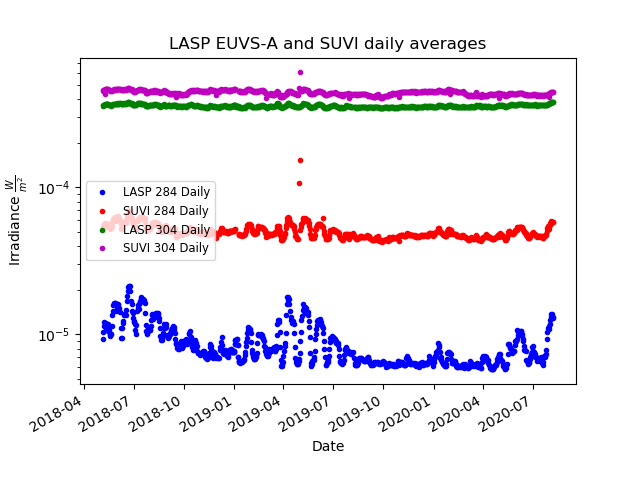 LASP EUVS-A and SUVI daily averages
Irradiance W/m²
10⁻⁴
10⁻⁵
LASP 284 Daily
SUVI 284 Daily
LASP 304 Daily
SUVI 304 Daily
2018-04
2018-07
2018-10
2019-01
2019-04
2019-07
2019-10
2020-01
2020-04
2020-07
Date